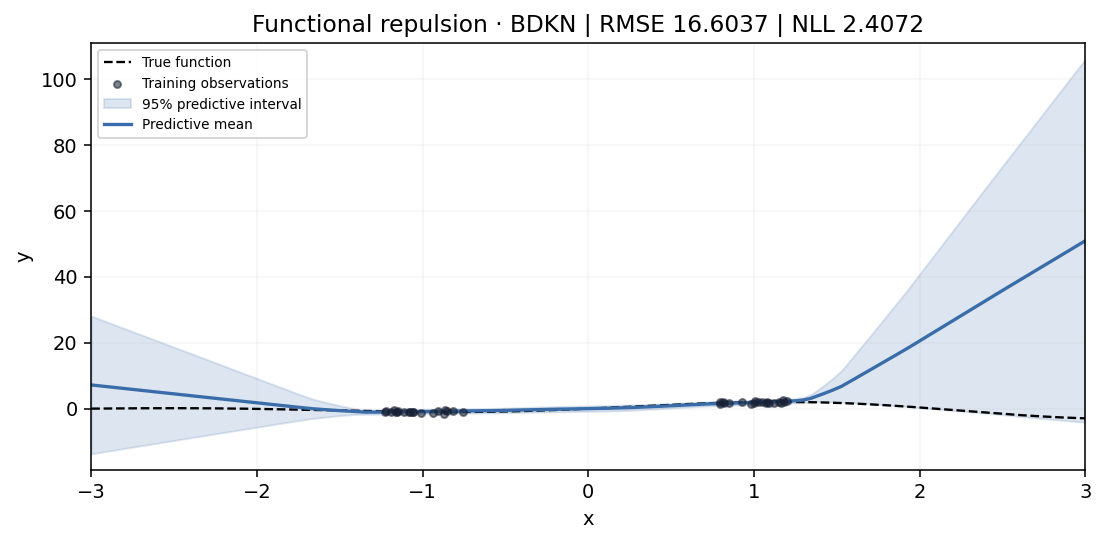 Functional repulsion · BDKN | RMSE 16.6037 | NLL 2.4072
True function
Training observations
95% predictive interval
Predictive mean
100
80
60
40
20
0
y
−3
−2
−1
0
1
2
3
x